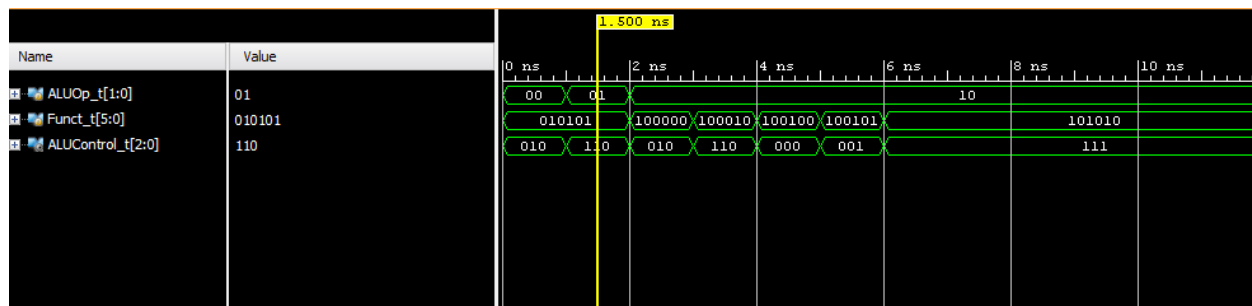 1.500 ns
Name Value
0 ns 2 ns 4 ns 6 ns 8 ns 10 ns
ALUOp_t[1:0] 01 00 01 10
Funct_t[5:0] 010101 010101 100000 100010 100100 100101 101010
ALUControl_t[2:0] 110 010 110 010 110 000 001 111